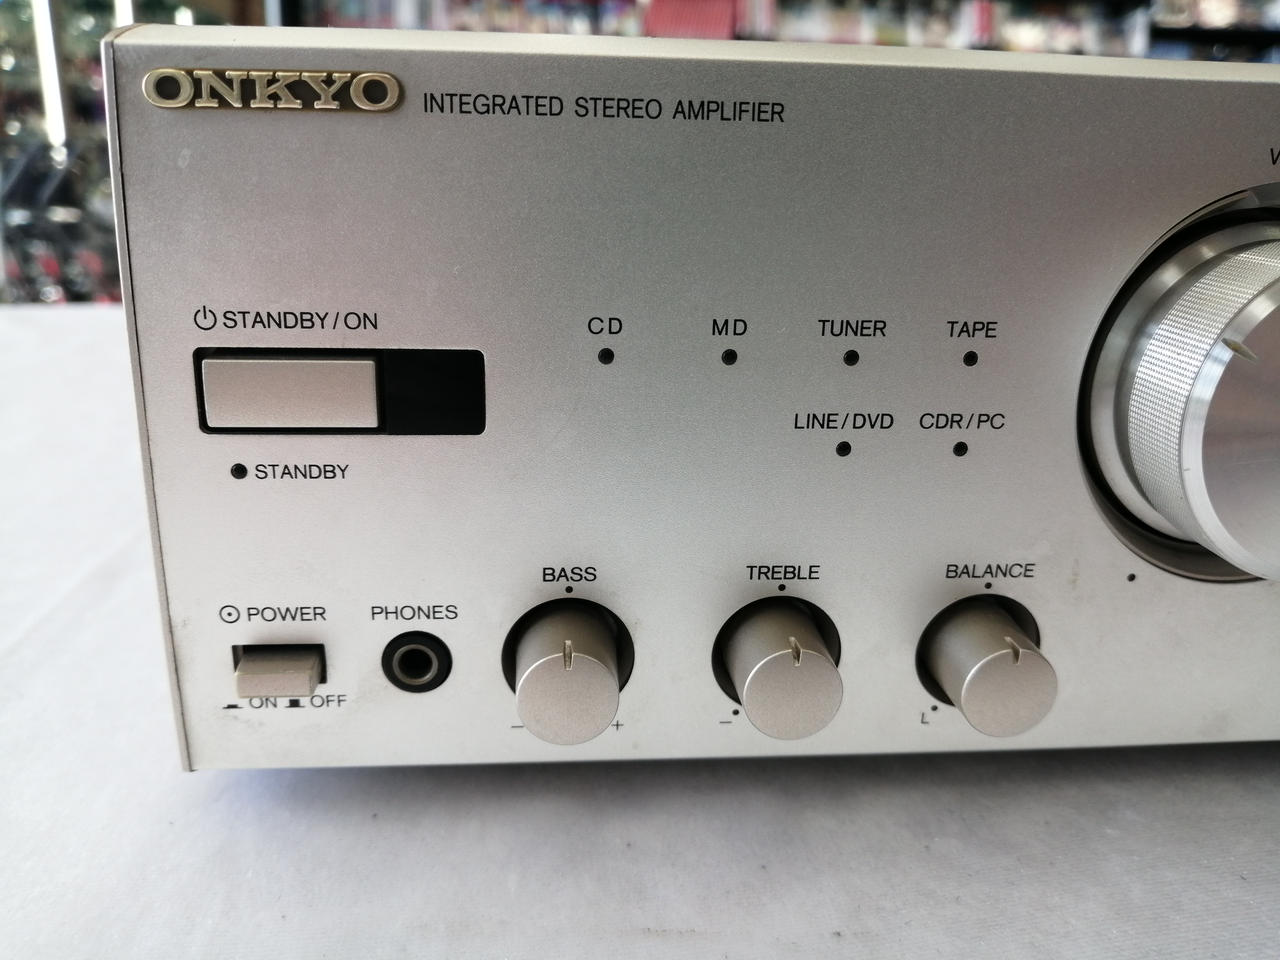 ONKYO INTEGRATED STEREO AMPLIFIER
V
STANDBY/ON
CD MD TUNER TAPE
LINE/DVD CDR/PC
STANDBY
BASS TREBLE BALANCE
POWER PHONES
ON OFF
- + - L